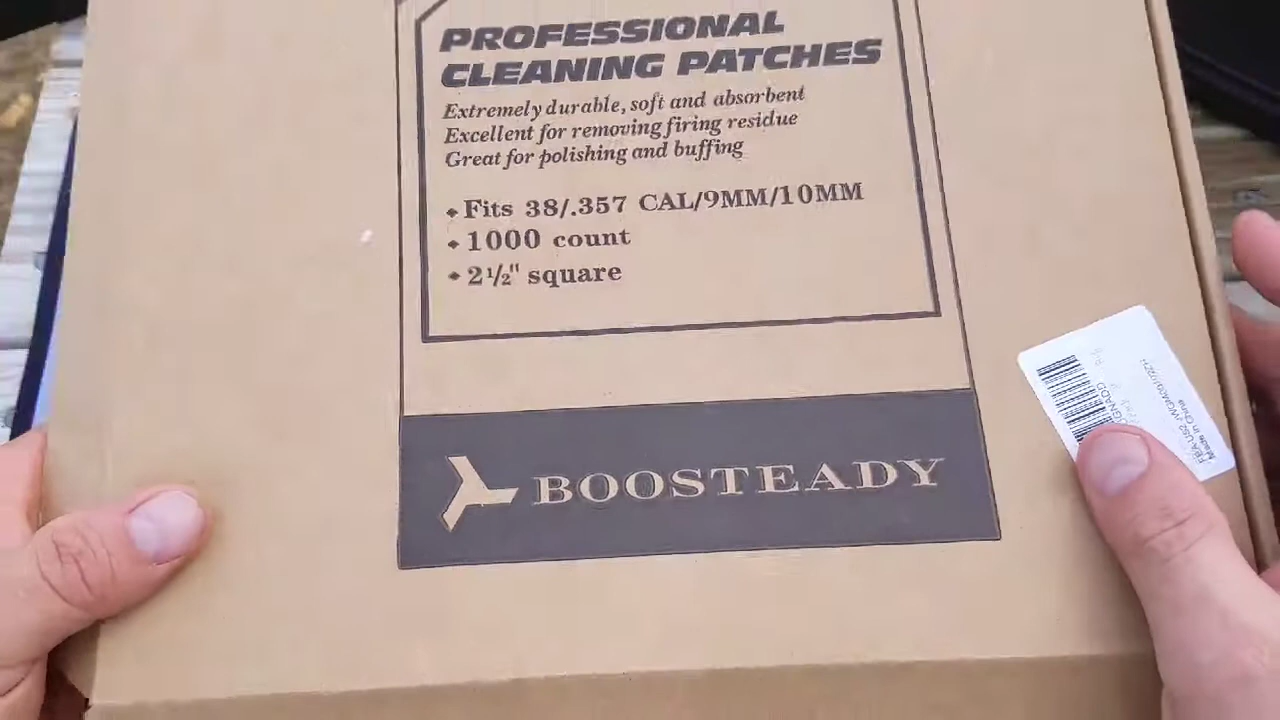 PROFESSIONAL
CLEANING PATCHES
Extremely durable, soft and absorbent
Excellent for removing firing residue
Great for polishing and buffing
◆ Fits 38/.357 CAL/9MM/10MM
◆ 1000 count
◆ 2½" square
BOOSTEADY
Made in China